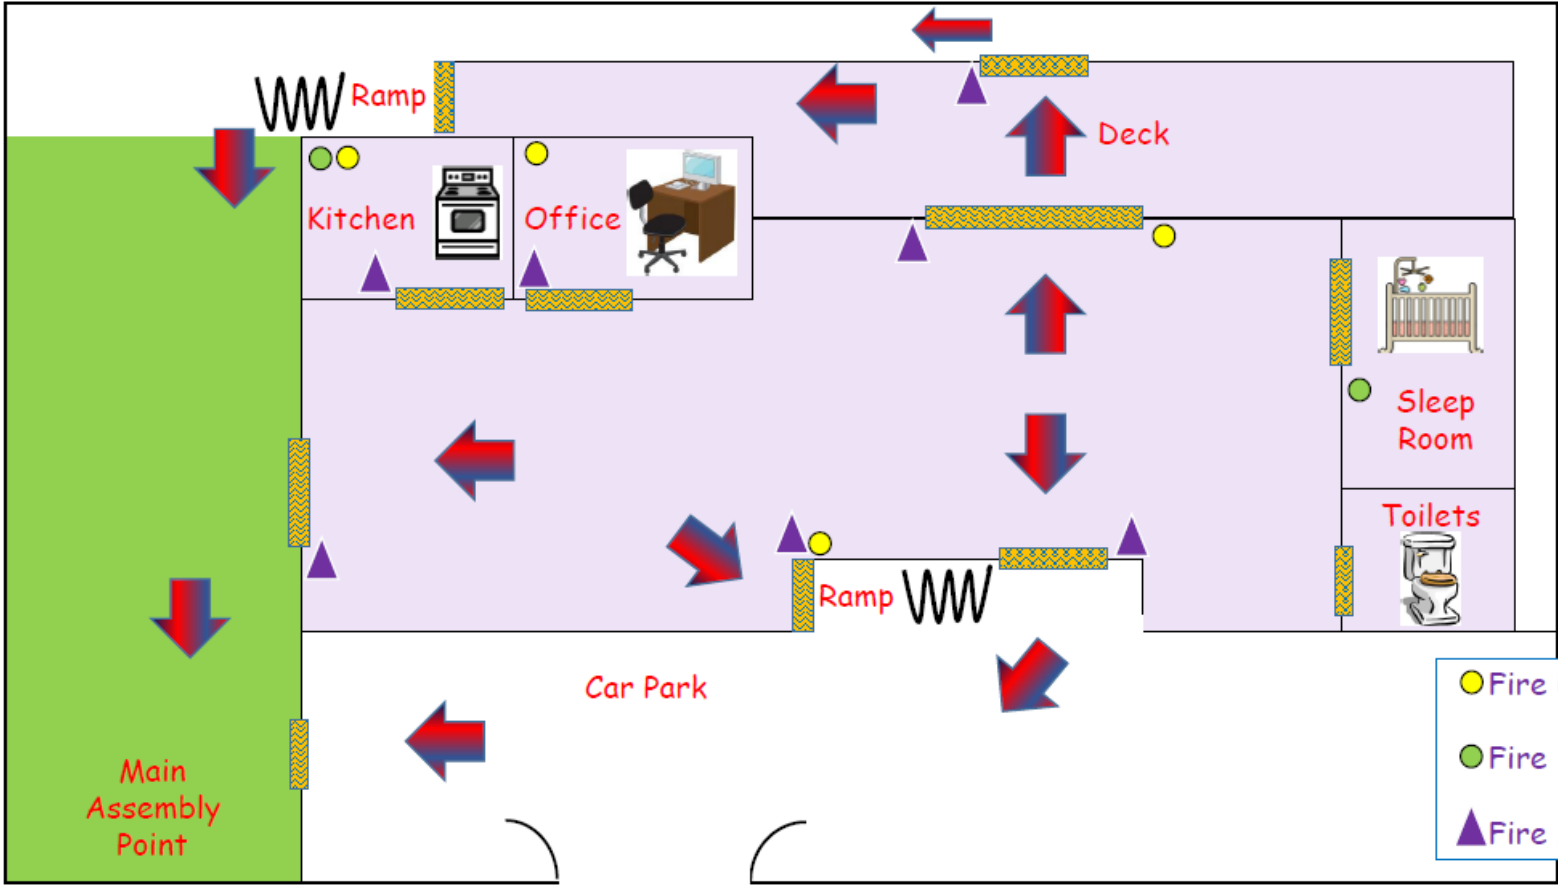 Ramp
Deck
Kitchen
Office
Sleep
Room
Toilets
Ramp
Car Park
Main
Assembly
Point
Fire
Fire
Fire